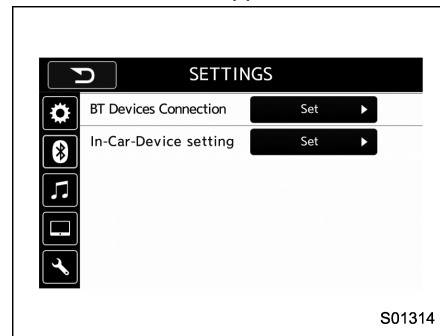 SETTINGS
BT Devices Connection Set
In-Car-Device setting Set
S01314